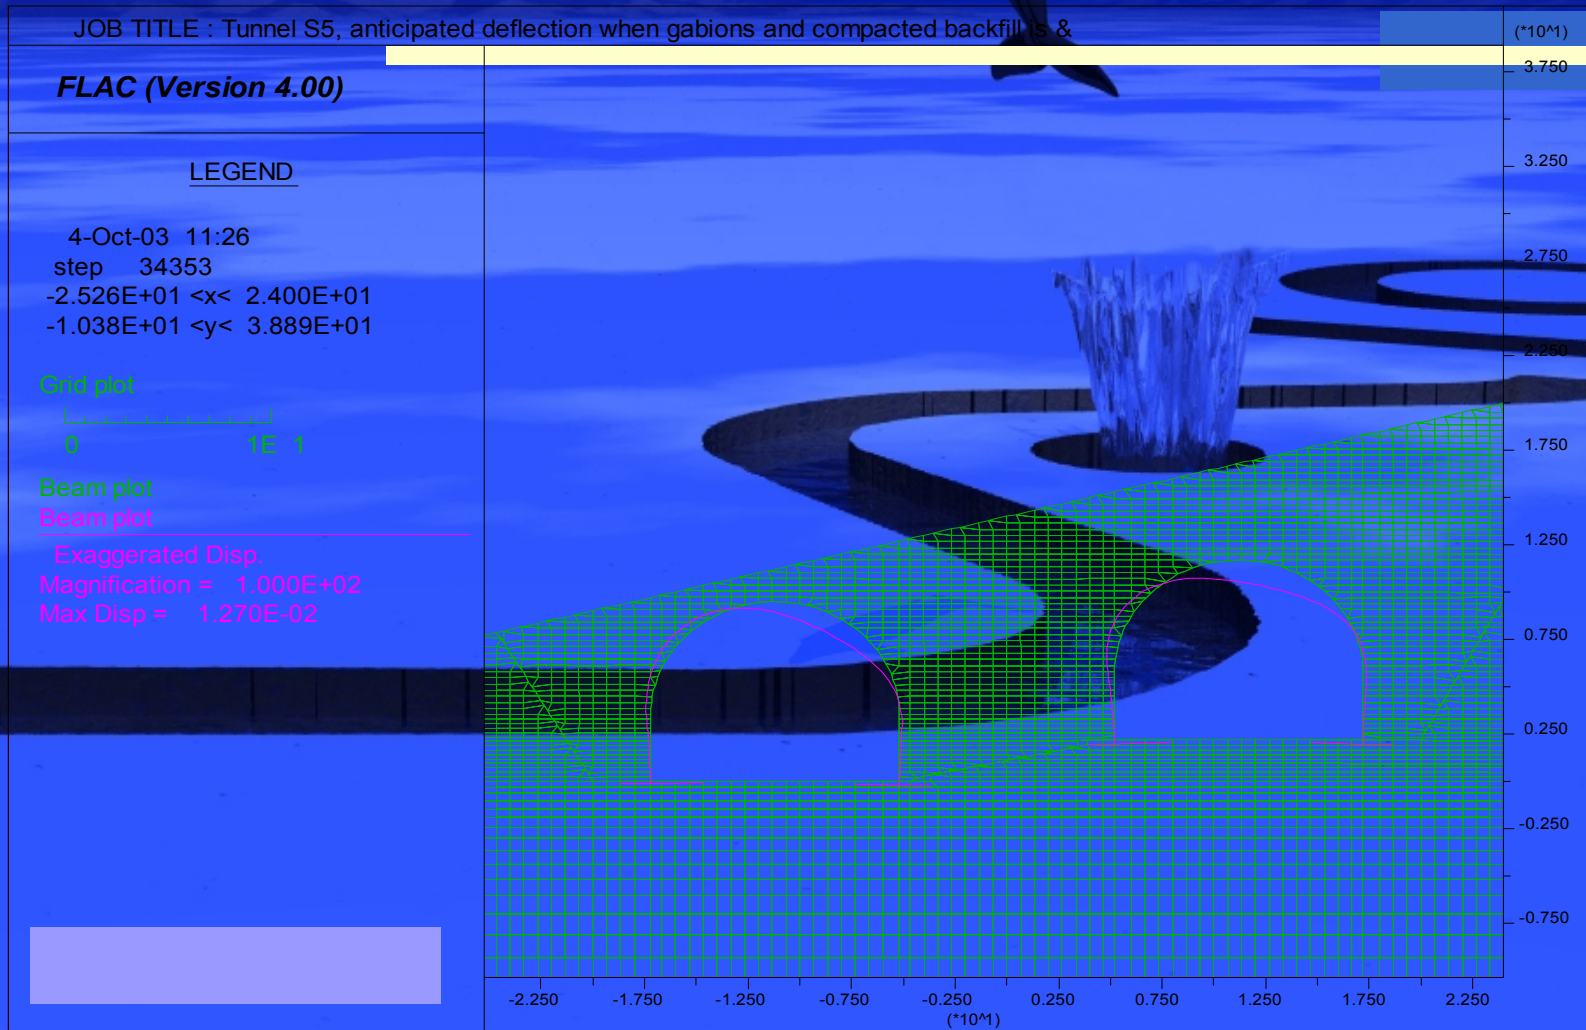 JOB TITLE : Tunnel S5, anticipated deflection when gabions and compacted backfill is &
(*10^1)
FLAC (Version 4.00)
LEGEND
4-Oct-03 11:26
step 34353
-2.526E+01 <x< 2.400E+01
-1.038E+01 <y< 3.889E+01
Grid plot
0 1E 1
Beam plot
Beam plot
Exaggerated Disp.
Magnification = 1.000E+02
Max Disp = 1.270E-02
3.750
3.250
2.750
2.250
1.750
1.250
0.750
0.250
-0.250
-0.750
-2.250 -1.750 -1.250 -0.750 -0.250 0.250 0.750 1.250 1.750 2.250
(*10^1)